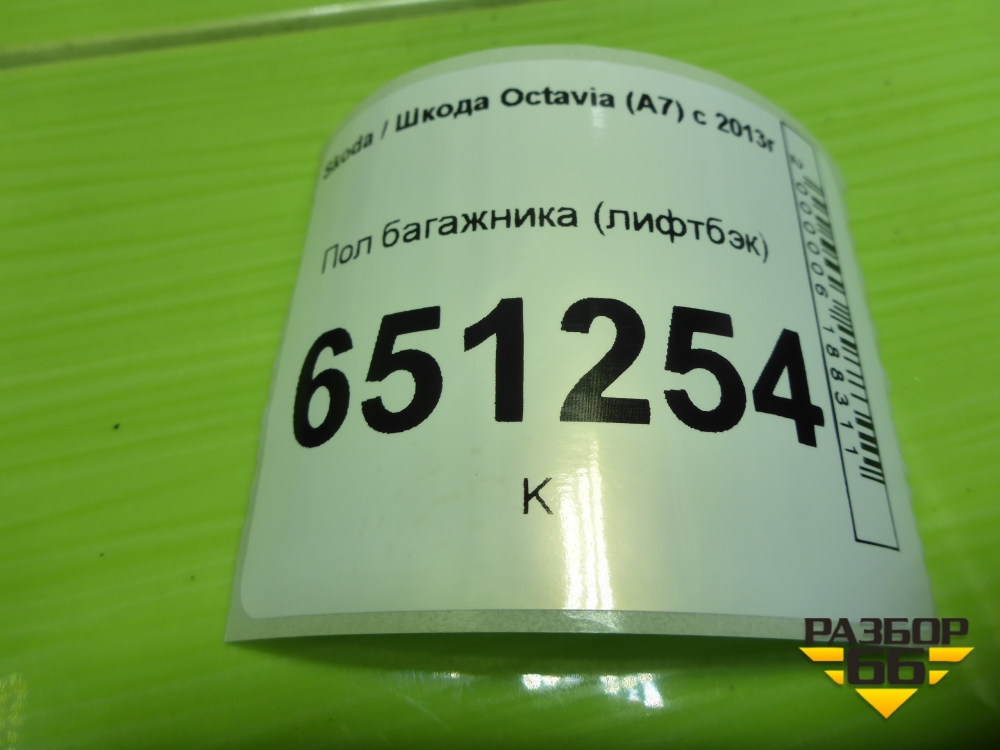 Skoda / Шкода Octavia (A7) с 2013г
Пол багажника (лифтбэк)
651254
К
2000006188311
РАЗБОР
66